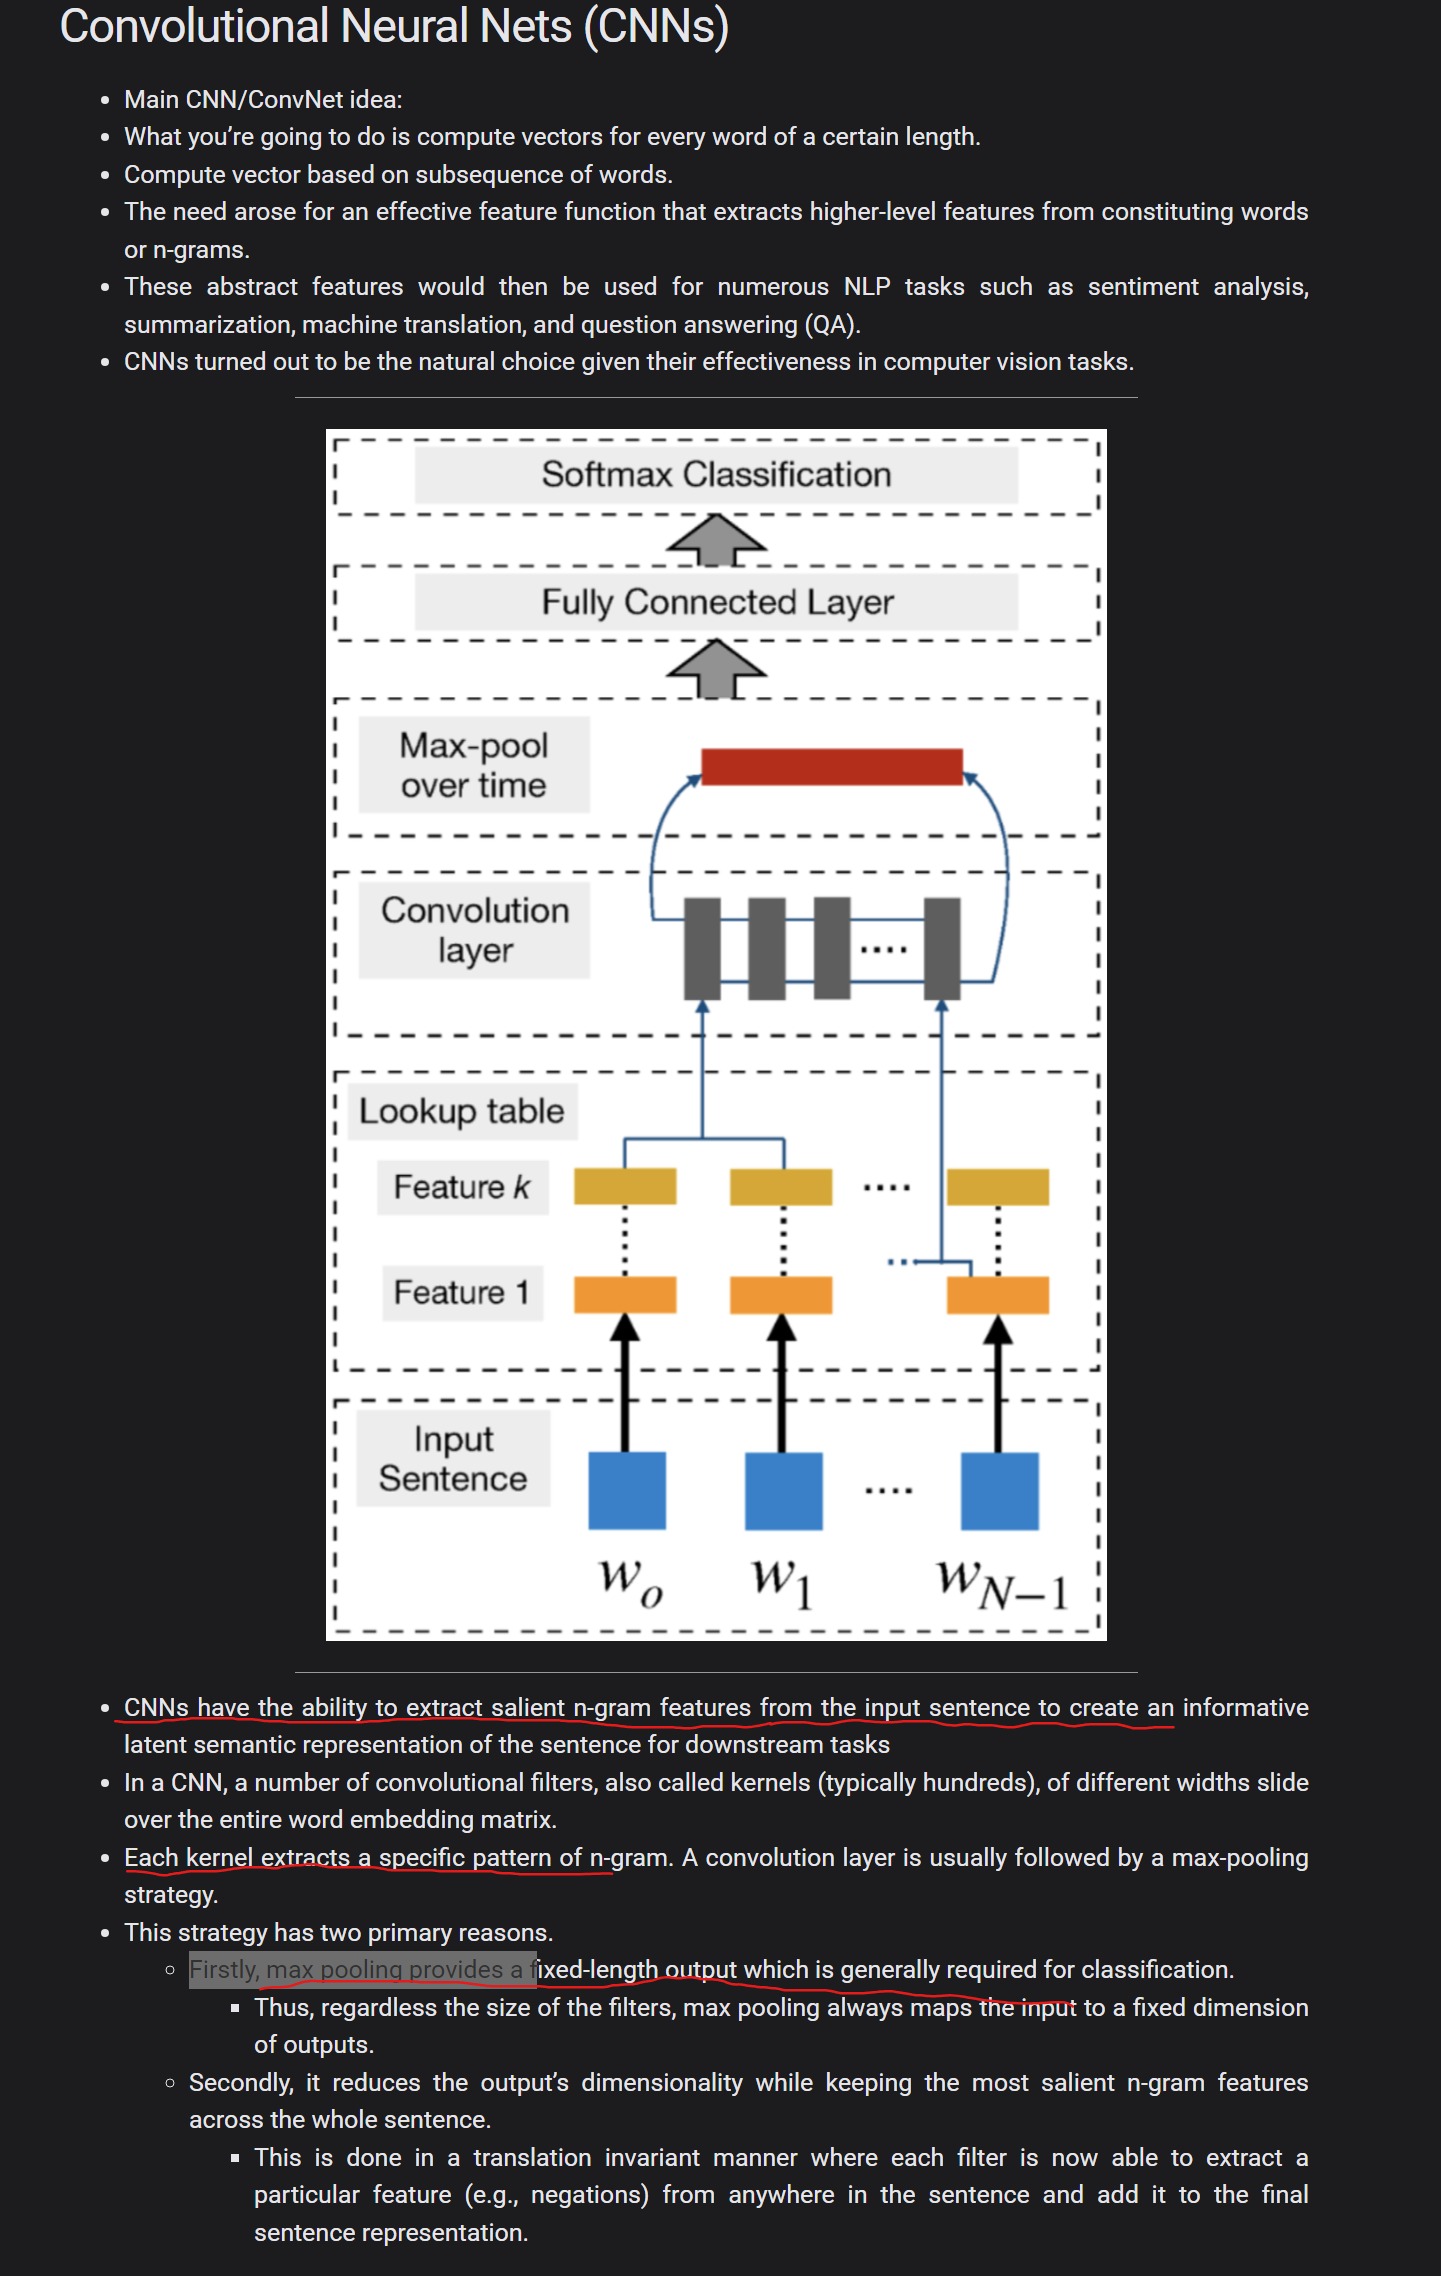 Convolutional Neural Nets (CNNs)
• Main CNN/ConvNet idea:
• What you’re going to do is compute vectors for every word of a certain length.
• Compute vector based on subsequence of words.
• The need arose for an effective feature function that extracts higher-level features from constituting words
or n-grams.
• These abstract features would then be used for numerous NLP tasks such as sentiment analysis,
summarization, machine translation, and question answering (QA).
• CNNs turned out to be the natural choice given their effectiveness in computer vision tasks.
Softmax Classification
Fully Connected Layer
Max-pool
over time
Convolution
layer
....
Lookup table
Feature k
....
Feature 1
Input
Sentence
....
w_o w_1 w_{N−1}
• CNNs have the ability to extract salient n-gram features from the input sentence to create an informative
latent semantic representation of the sentence for downstream tasks
• In a CNN, a number of convolutional filters, also called kernels (typically hundreds), of different widths slide
over the entire word embedding matrix.
• Each kernel extracts a specific pattern of n-gram. A convolution layer is usually followed by a max-pooling
strategy.
• This strategy has two primary reasons.
◦ Firstly, max pooling provides a fixed-length output which is generally required for classification.
▪ Thus, regardless the size of the filters, max pooling always maps the input to a fixed dimension
of outputs.
◦ Secondly, it reduces the output’s dimensionality while keeping the most salient n-gram features
across the whole sentence.
▪ This is done in a translation invariant manner where each filter is now able to extract a
particular feature (e.g., negations) from anywhere in the sentence and add it to the final
sentence representation.